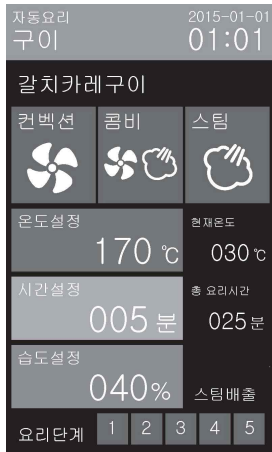 자동요리 2015-01-01
구이 01:01
갈치카레구이
컨벡션 콤비 스팀
온도설정 현재온도
170 ℃ 030 ℃
시간설정 총 요리시간
005 분 025 분
습도설정
040% 스팀배출
요리단계 1 2 3 4 5